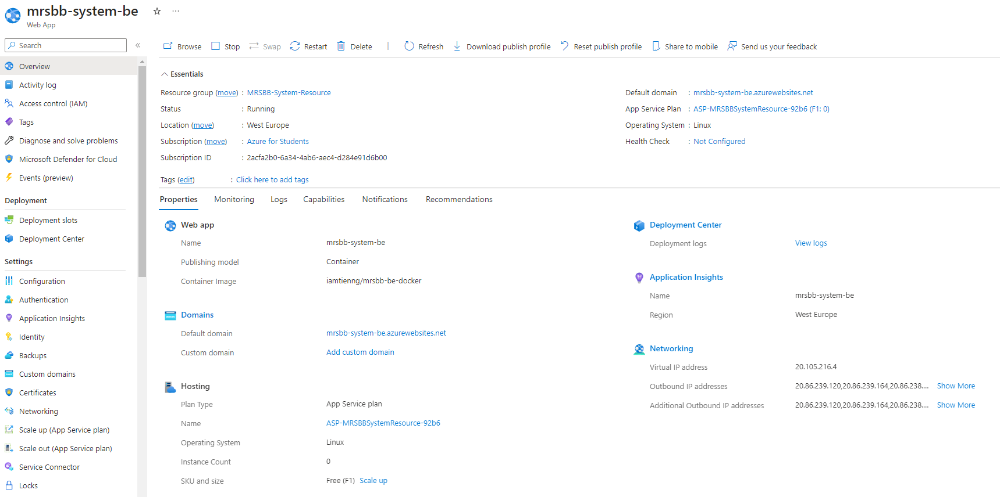 mrsbb-system-be
Web App
Search
Overview
Activity log
Access control (IAM)
Tags
Diagnose and solve problems
Microsoft Defender for Cloud
Events (preview)
Deployment
Deployment slots
Deployment Center
Settings
Configuration
Authentication
Application Insights
Identity
Backups
Custom domains
Certificates
Networking
Scale up (App Service plan)
Scale out (App Service plan)
Service Connector
Locks
Browse Stop Swap Restart Delete Refresh Download publish profile Reset publish profile Share to mobile Send us your feedback
Essentials
Resource group (move) : MRSBB-System-Resource
Status : Running
Location (move) : West Europe
Subscription (move) : Azure for Students
Subscription ID : 2acfa2b0-6a34-4ab6-aec4-d284e91d6b00
Default domain : mrsbb-system-be.azurewebsites.net
App Service Plan : ASP-MRSBBSystemResource-92b6 (F1: 0)
Operating System : Linux
Health Check : Not Configured
Tags (edit) : Click here to add tags
Properties Monitoring Logs Capabilities Notifications Recommendations
Web app
Name mrsbb-system-be
Publishing model Container
Container Image iamtienng/mrsbb-be-docker
Domains
Default domain mrsbb-system-be.azurewebsites.net
Custom domain Add custom domain
Hosting
Plan Type App Service plan
Name ASP-MRSBBSystemResource-92b6
Operating System Linux
Instance Count 0
SKU and size Free (F1) Scale up
Deployment Center
Deployment logs View logs
Application Insights
Name mrsbb-system-be
Region West Europe
Networking
Virtual IP address 20.105.216.4
Outbound IP addresses 20.86.239.120,20.86.239.164,20.86.238.... Show More
Additional Outbound IP addresses 20.86.239.120,20.86.239.164,20.86.238.... Show More